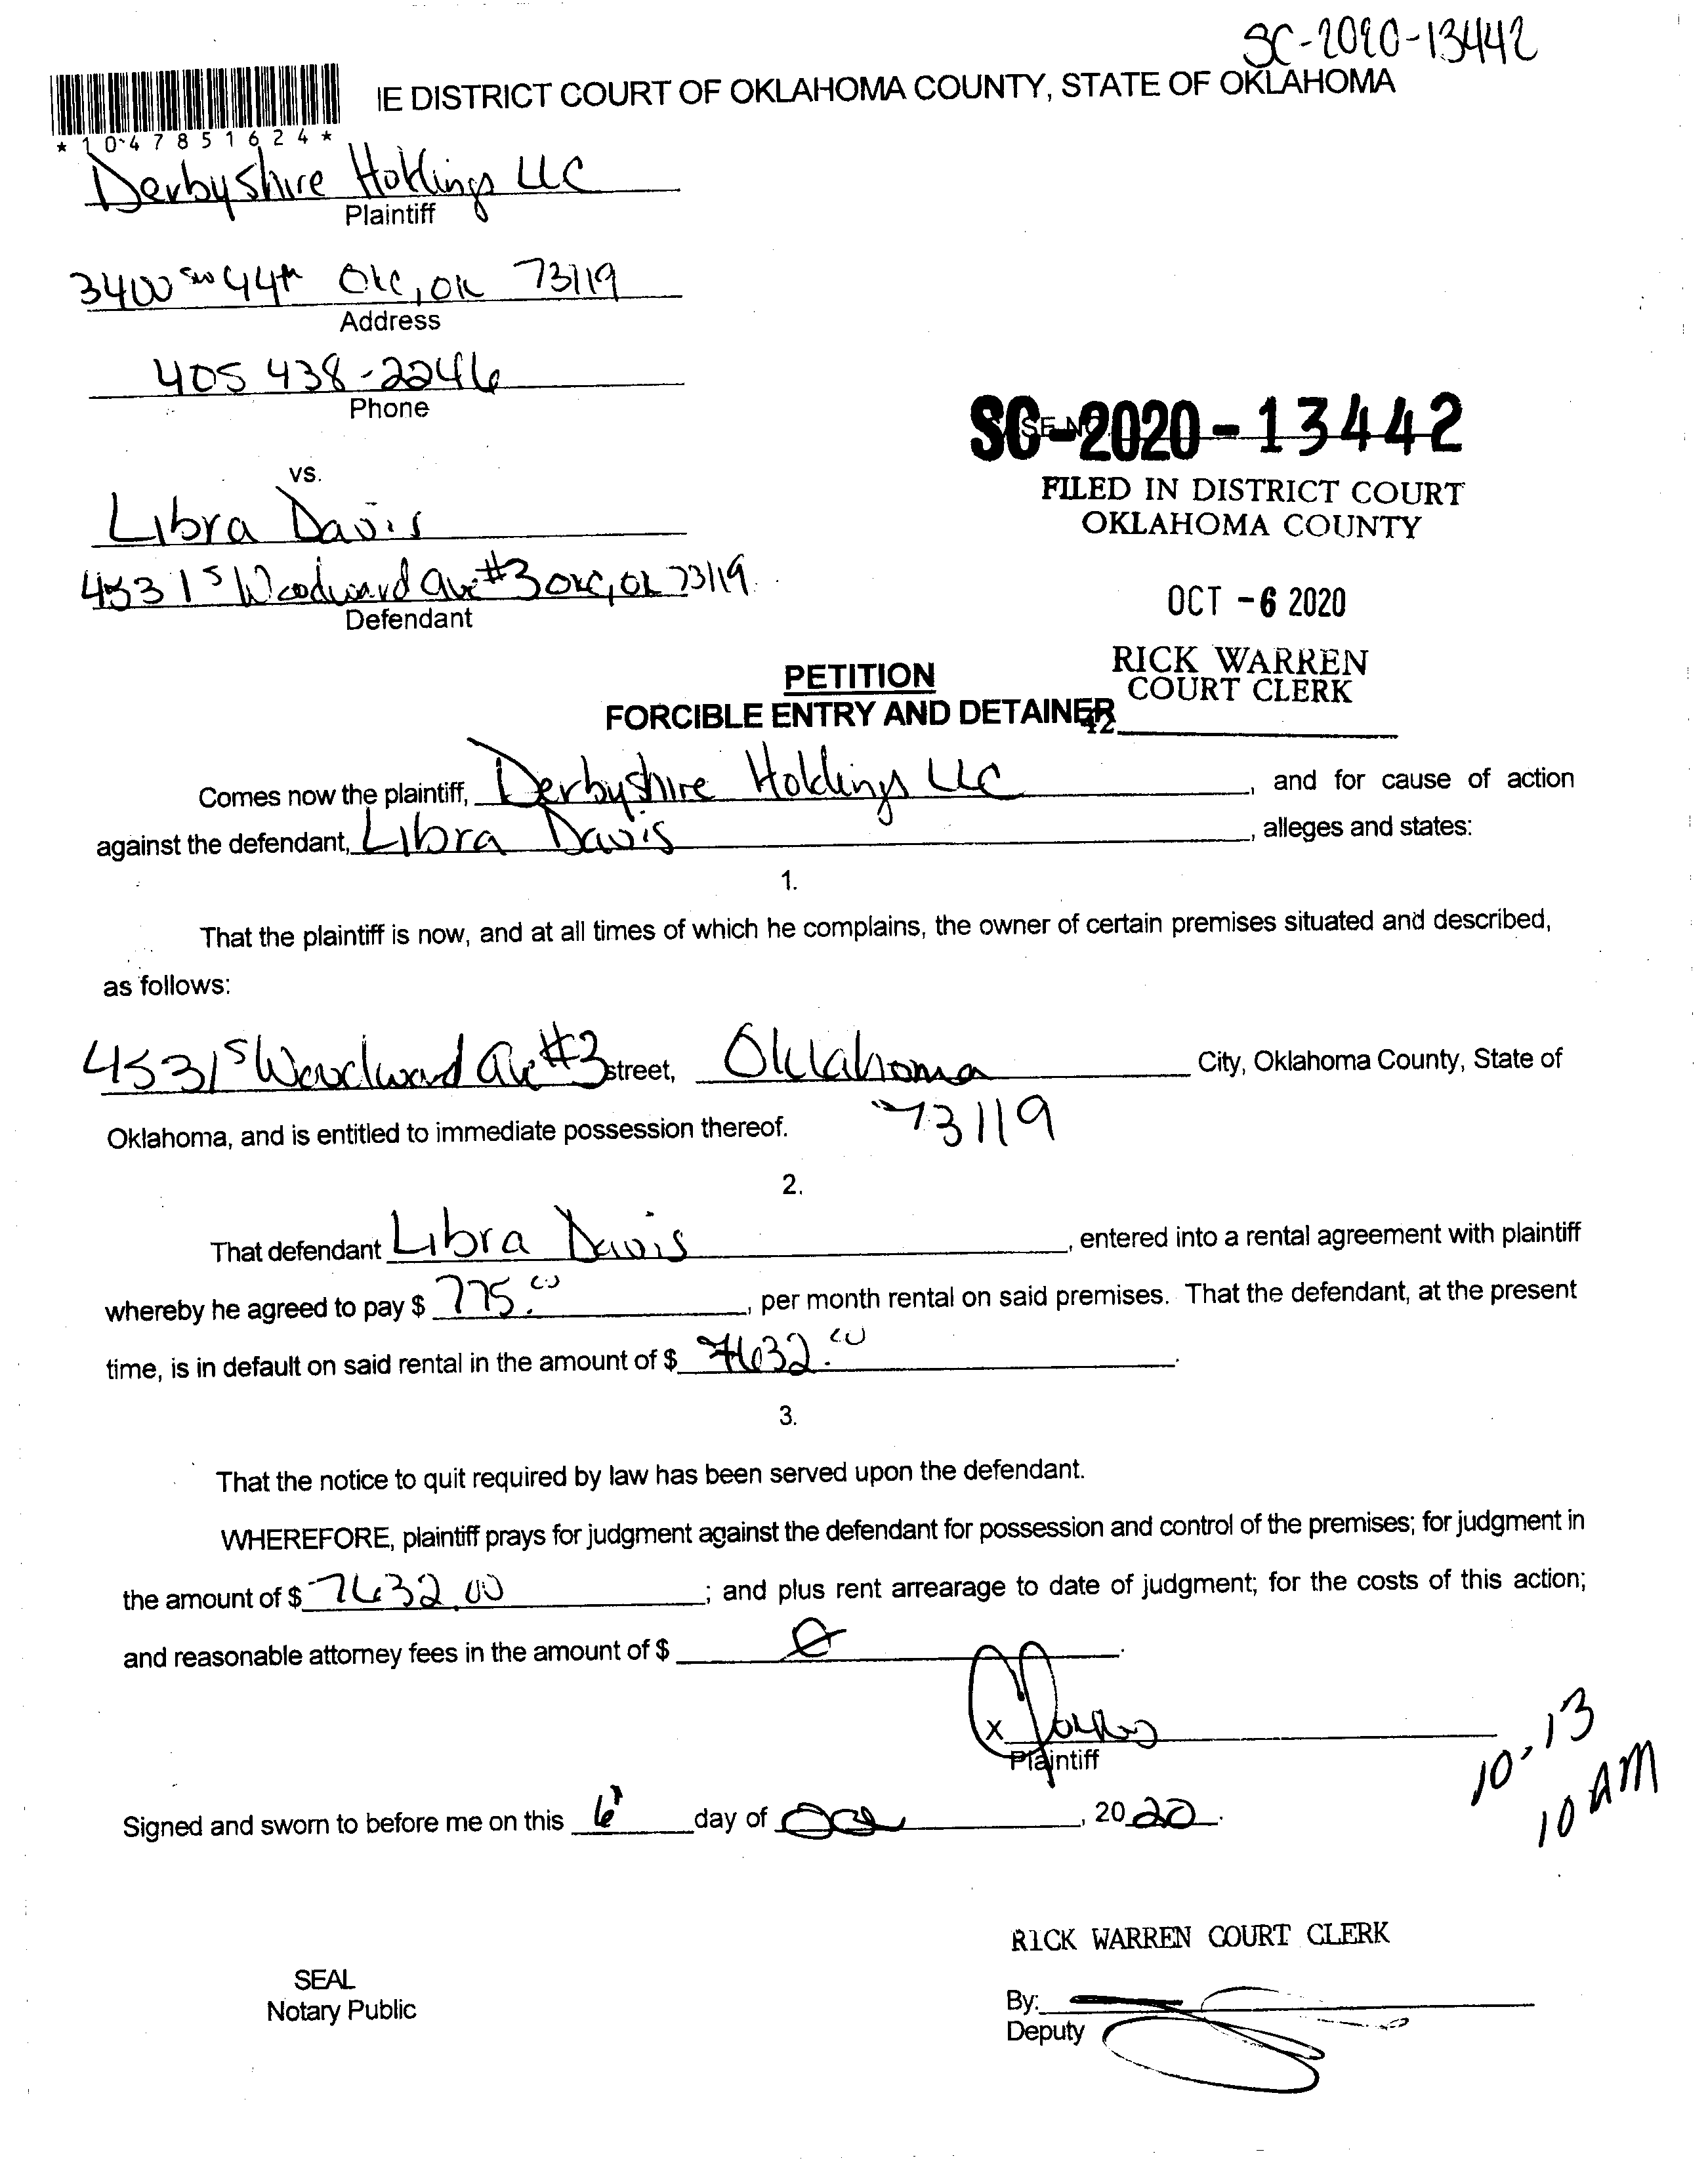 SC-2020-13442
IE DISTRICT COURT OF OKLAHOMA COUNTY, STATE OF OKLAHOMA
* 1 0 4 7 8 5 1 6 2 4 *
Derbyshire Holdings LLC
Plaintiff
3400 SW 44th OKC, OK 73119
Address
405 438-2246
Phone
SC-2020-13442
vs.
FILED IN DISTRICT COURT
OKLAHOMA COUNTY
Libra Davis
4531 S Woodward Ave #3 OKC, OK 73119
Defendant
OCT -6 2020
RICK WARREN
COURT CLERK
PETITION
FORCIBLE ENTRY AND DETAINER
42
Comes now the plaintiff, Derbyshire Holdings LLC, and for cause of action
against the defendant, Libra Davis, alleges and states:
1.
That the plaintiff is now, and at all times of which he complains, the owner of certain premises situated and described,
as follows:
4531 S Woodward Ave #3 street, Oklahoma City, Oklahoma County, State of
Oklahoma, and is entitled to immediate possession thereof. 73119
2.
That defendant Libra Davis, entered into a rental agreement with plaintiff
whereby he agreed to pay $ 775.00, per month rental on said premises. That the defendant, at the present
time, is in default on said rental in the amount of $ 7632.00.
3.
That the notice to quit required by law has been served upon the defendant.
WHEREFORE, plaintiff prays for judgment against the defendant for possession and control of the premises; for judgment in
the amount of $ 7632.00; and plus rent arrearage to date of judgment; for the costs of this action;
and reasonable attorney fees in the amount of $
x
Plaintiff
10-13
10 AM
Signed and sworn to before me on this 6 day of Oct, 2020.
RICK WARREN COURT CLERK
SEAL
Notary Public
By:
Deputy